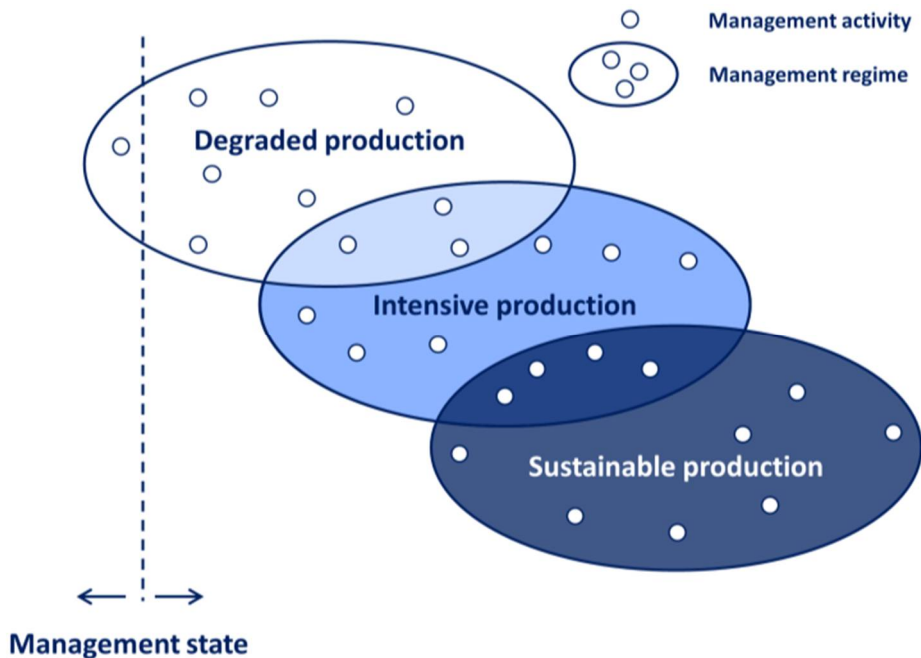 Management activity
Management regime
Degraded production
Intensive production
Sustainable production
Management state